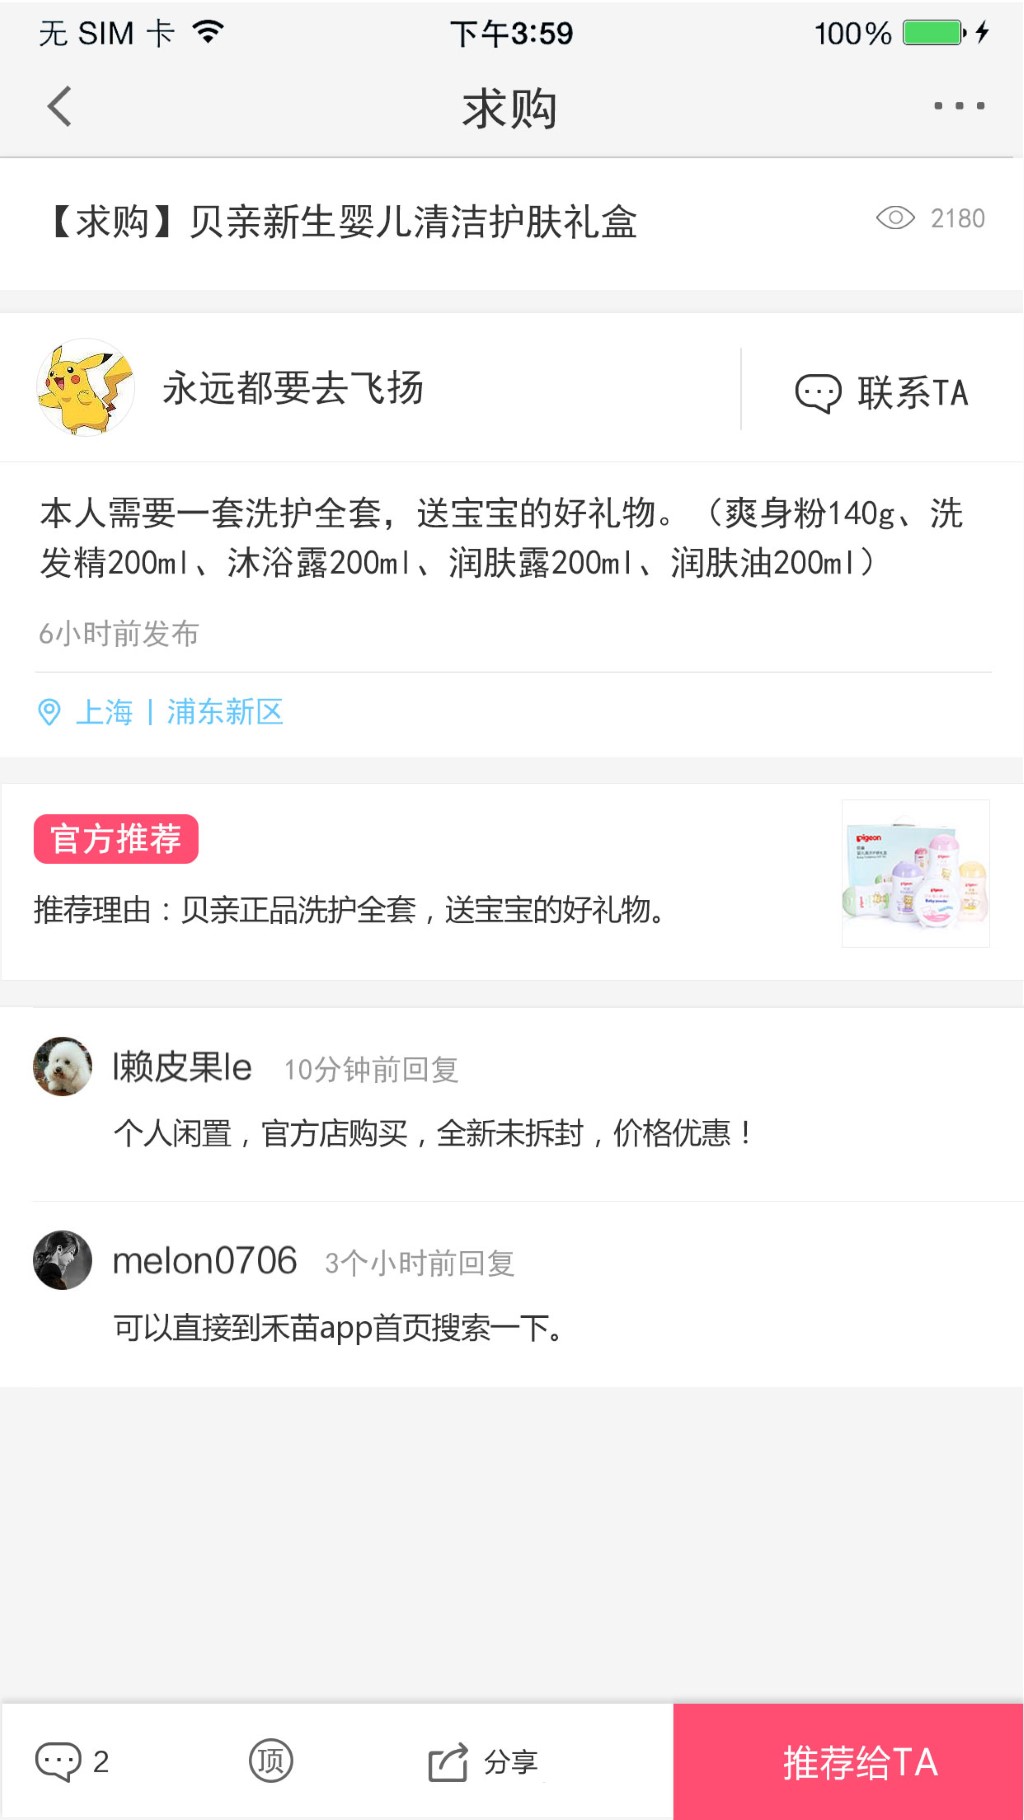 无 SIM 卡
下午3:59
100%
求购
【求购】贝亲新生婴儿清洁护肤礼盒
2180
永远都要去飞扬
联系TA
本人需要一套洗护全套，送宝宝的好礼物。（爽身粉140g、洗
发精200ml、沐浴露200ml、润肤露200ml、润肤油200ml）
6小时前发布
上海 | 浦东新区
官方推荐
推荐理由：贝亲正品洗护全套，送宝宝的好礼物。
pigeon
l赖皮果le 10分钟前回复
个人闲置，官方店购买，全新未拆封，价格优惠！
melon0706 3个小时前回复
可以直接到禾苗app首页搜索一下。
2
顶
分享
推荐给TA